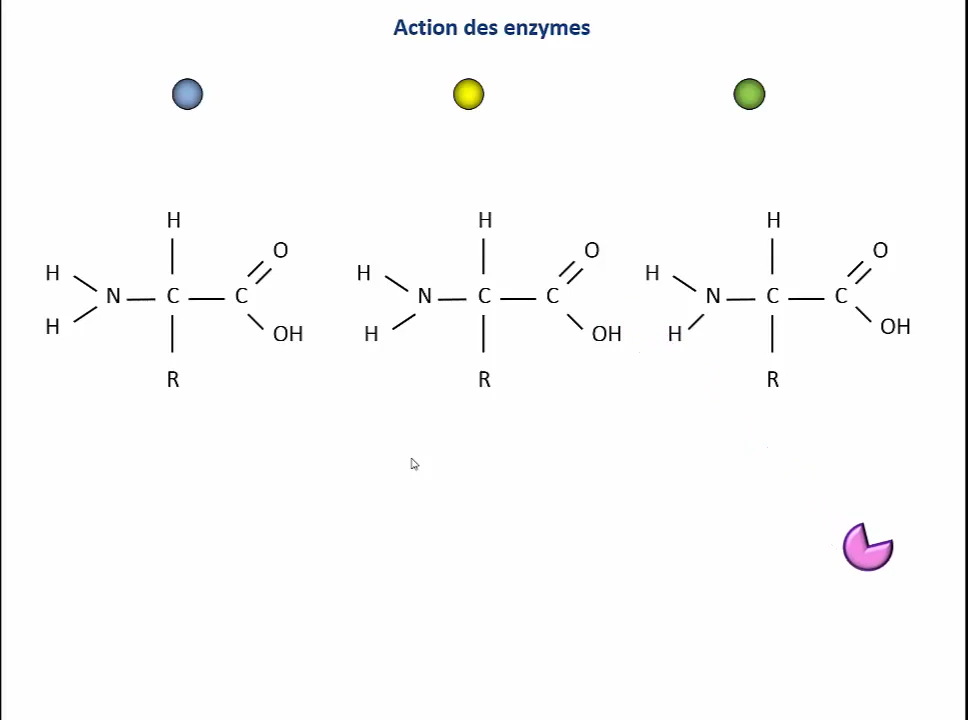 Action des enzymes
H H H
H O H O H O
N C C N C C N C C
H OH H OH H OH
R R R